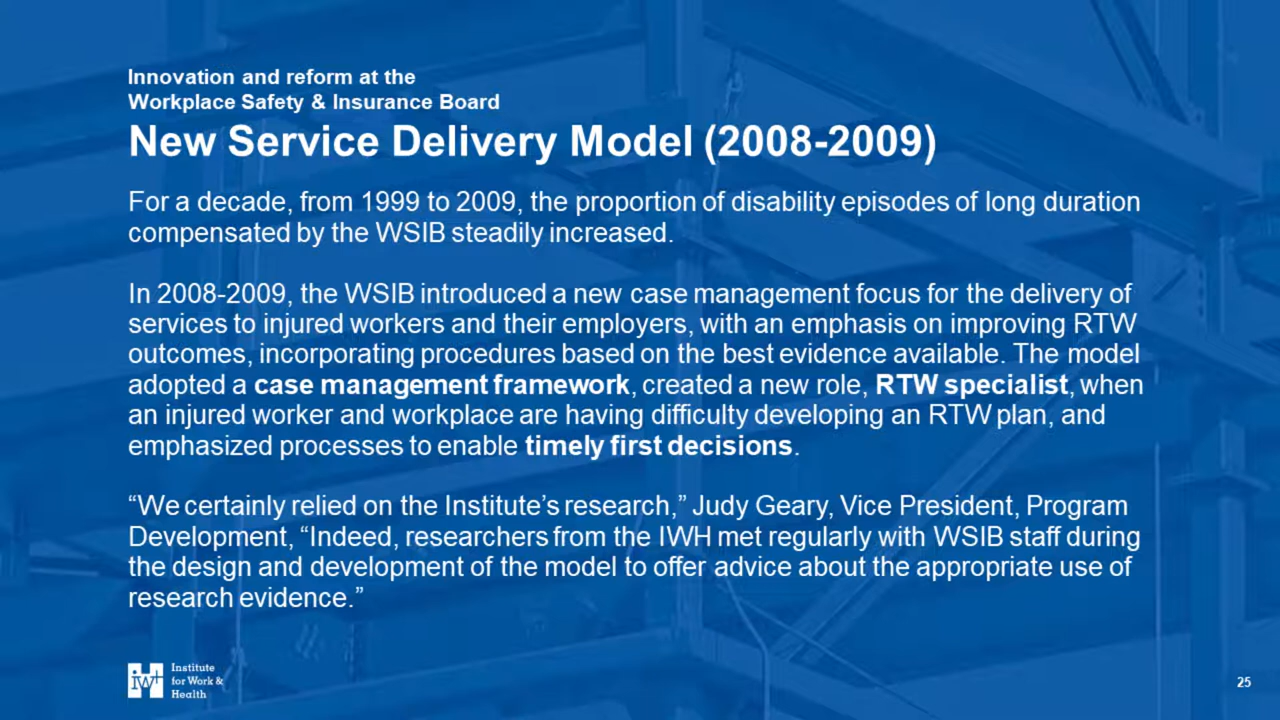 Innovation and reform at the
Workplace Safety & Insurance Board
New Service Delivery Model (2008-2009)
For a decade, from 1999 to 2009, the proportion of disability episodes of long duration
compensated by the WSIB steadily increased.
In 2008-2009, the WSIB introduced a new case management focus for the delivery of
services to injured workers and their employers, with an emphasis on improving RTW
outcomes, incorporating procedures based on the best evidence available. The model
adopted a case management framework, created a new role, RTW specialist, when
an injured worker and workplace are having difficulty developing an RTW plan, and
emphasized processes to enable timely first decisions.
“We certainly relied on the Institute’s research,” Judy Geary, Vice President, Program
Development, “Indeed, researchers from the IWH met regularly with WSIB staff during
the design and development of the model to offer advice about the appropriate use of
research evidence.”
iwh
Institute
for Work &
Health
25